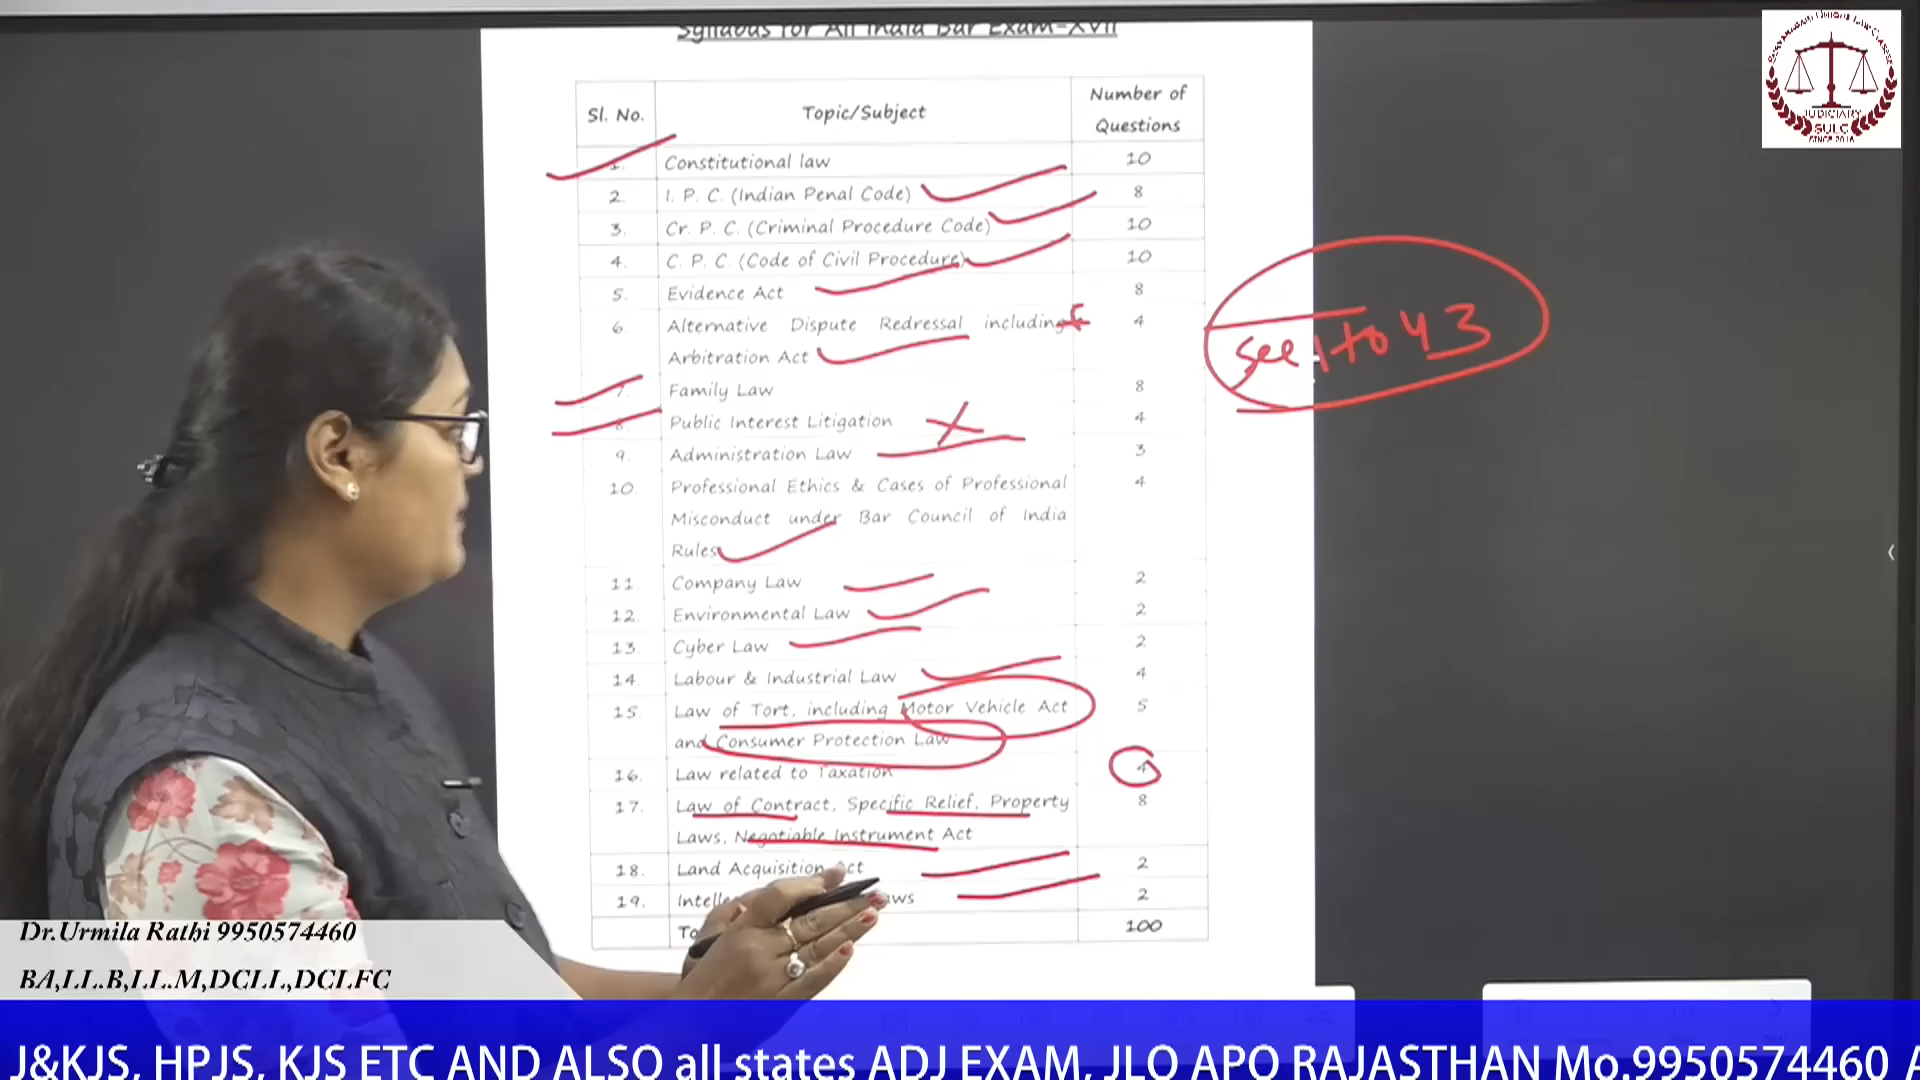 Syllabus for All India Bar Exam-XVII
Sl. No. Topic/Subject Number of Questions
1. Constitutional law 10
2. I. P. C. (Indian Penal Code) 8
3. Cr. P. C. (Criminal Procedure Code) 10
4. C. P. C. (Code of Civil Procedure) 10
5. Evidence Act 8
6. Alternative Dispute Redressal including 4
Arbitration Act
7. Family Law 8
8. Public Interest Litigation 4
9. Administration Law 3
10. Professional Ethics & Cases of Professional 4
Misconduct under Bar Council of India
Rules
11. Company Law 2
12. Environmental Law 2
13. Cyber Law 2
14. Labour & Industrial Law 4
15. Law of Tort, including Motor Vehicle Act 5
and Consumer Protection Law
16. Law related to Taxation 4
17. Law of Contract, Specific Relief, Property 8
Laws, Negotiable Instrument Act
18. Land Acquisition Act 2
19. 2
100
see 1 to 43
JUDICIARY
SULC
SINCE 2016
Dr.Urmila Rathi 9950574460
BA,LL.B,LL.M,DCLL,DCLFC
J&KJS, HPJS, KJS ETC AND ALSO all states ADJ EXAM, JLO APO RAJASTHAN Mo.9950574460 A